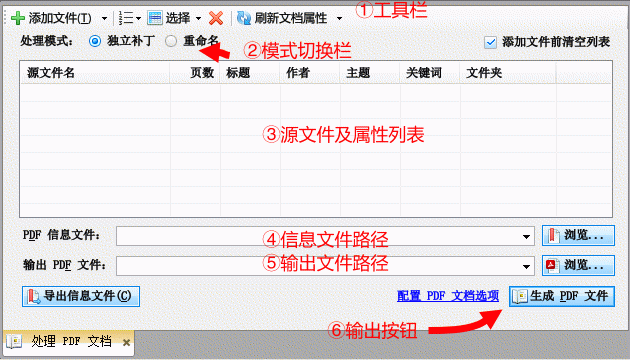 添加文件(T) 选择 刷新文档属性 ①工具栏
处理模式： 独立补丁 重命名 ②模式切换栏 添加文件前清空列表
源文件名 页数 标题 作者 主题 关键词 文件夹
③源文件及属性列表
PDF 信息文件： ④信息文件路径 浏览...
输出 PDF 文件： ⑤输出文件路径 浏览...
导出信息文件(C) 配置 PDF 文档选项 生成 PDF 文件
⑥输出按钮
处理 PDF 文档